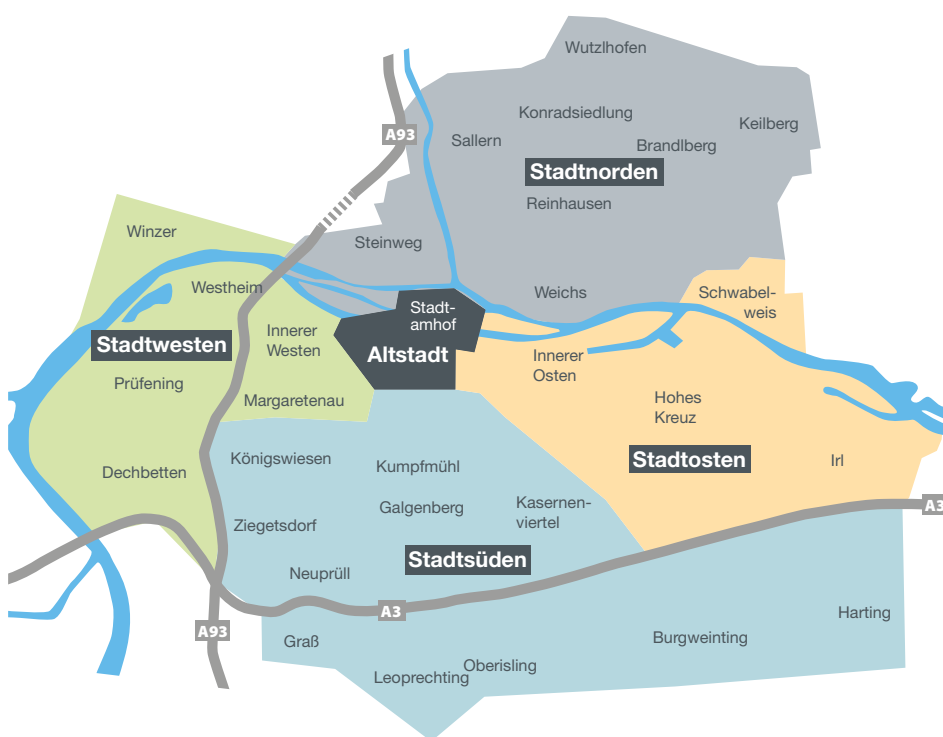 Wutzlhofen
Konradsiedlung
Keilberg
A93
Sallern
Brandlberg
Stadtnorden
Reinhausen
Winzer
Steinweg
Westheim
Weichs
Schwabel-
weis
Stadt-
amhof
Innerer
Westen
Stadtwesten
Altstadt
Innerer
Osten
Prüfening
Margaretenau
Hohes
Kreuz
Königswiesen
Kumpfmühl
Stadtosten
Irl
Dechbetten
Galgenberg
Kasernen-
viertel
A3
Ziegetsdorf
Stadtsüden
Neuprüll
A3
Harting
A93
Graß
Burgweinting
Oberisling
Leoprechting